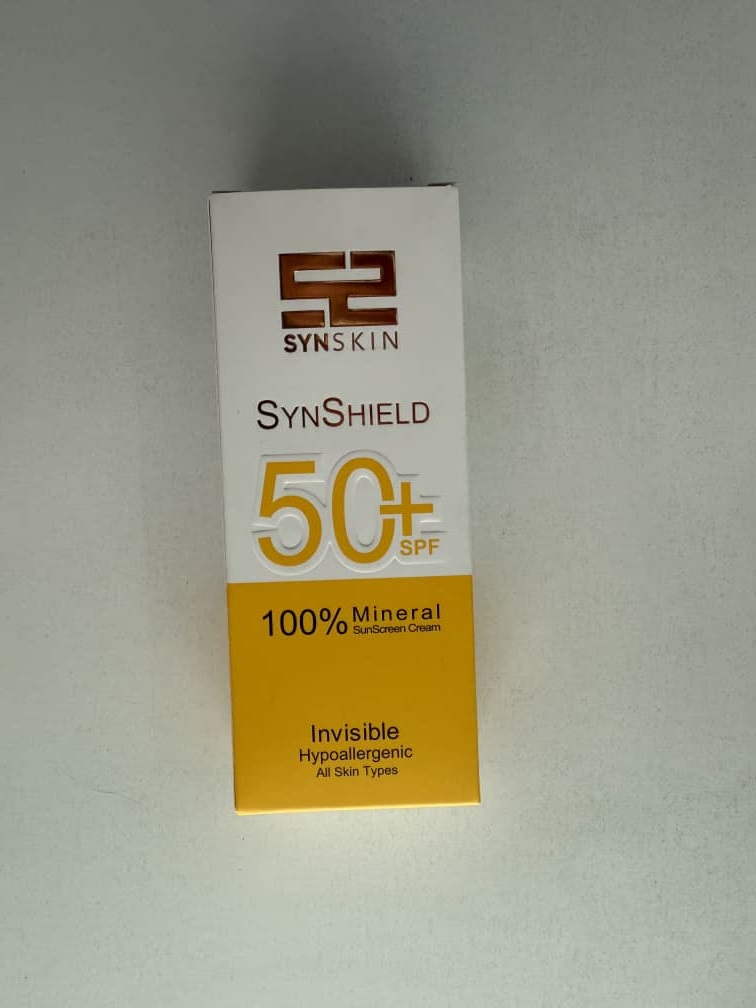 SYNSKIN
SYNSHIELD
50+
SPF
100% Mineral
SunScreen Cream
Invisible
Hypoallergenic
All Skin Types